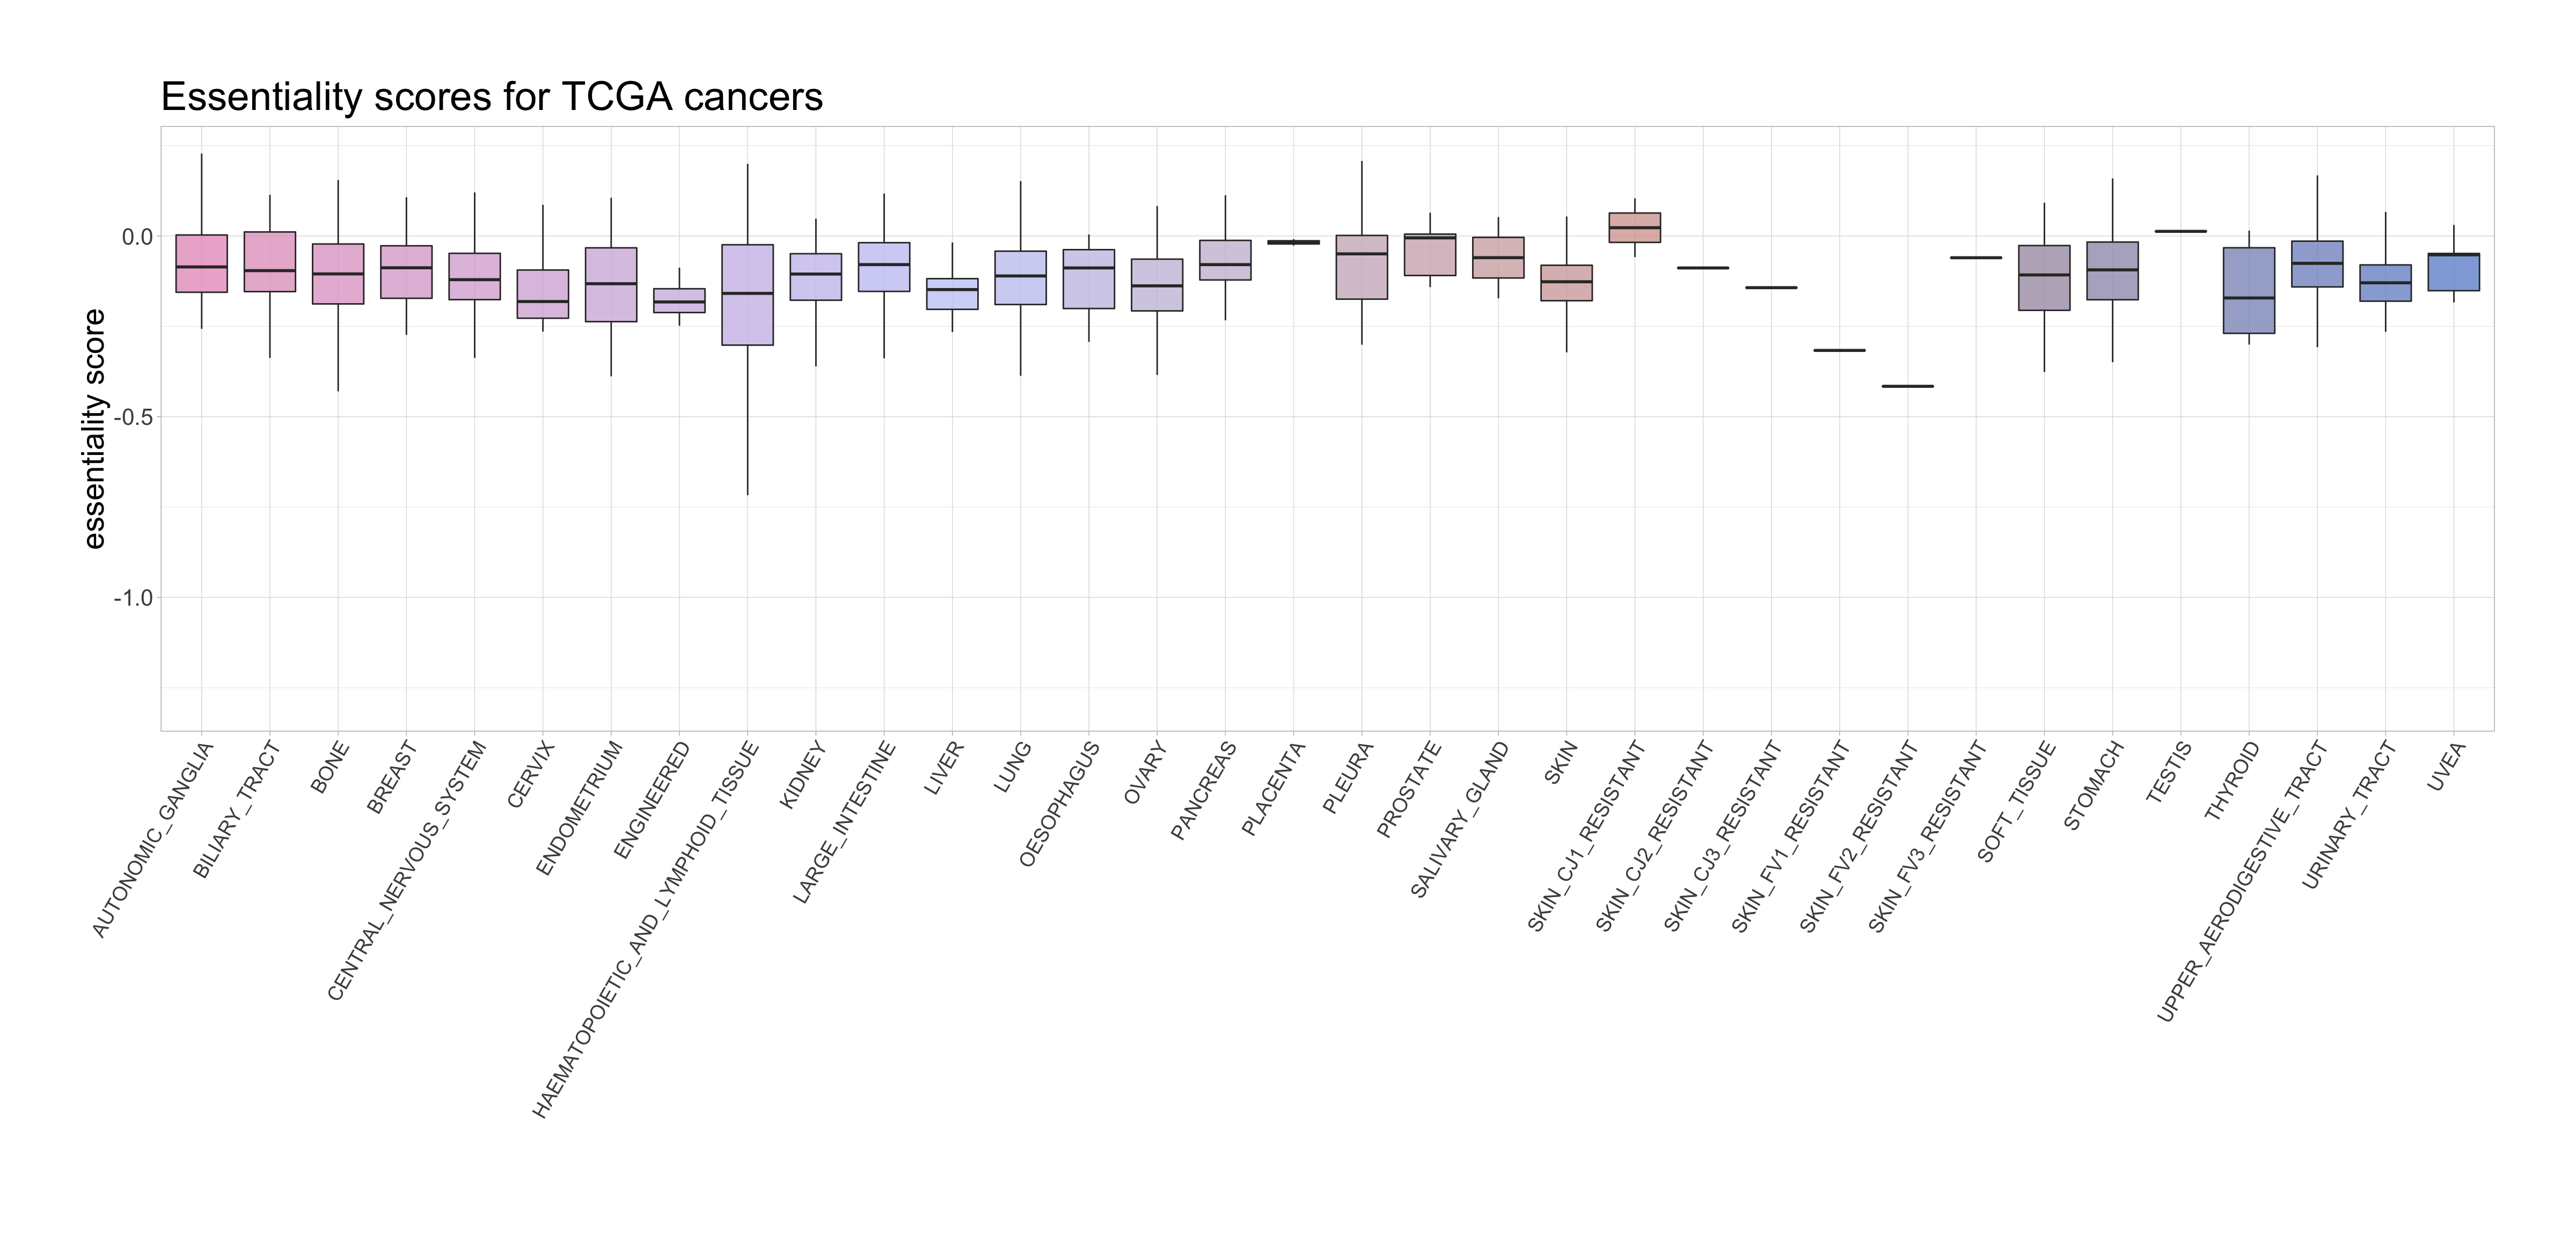 Essentiality scores for TCGA cancers
essentiality score
0.0
-0.5
-1.0
AUTONOMIC_GANGLIA
BILIARY_TRACT
BONE
BREAST
CENTRAL_NERVOUS_SYSTEM
CERVIX
ENDOMETRIUM
ENGINEERED
HAEMATOPOIETIC_AND_LYMPHOID_TISSUE
KIDNEY
LARGE_INTESTINE
LIVER
LUNG
OESOPHAGUS
OVARY
PANCREAS
PLACENTA
PLEURA
PROSTATE
SALIVARY_GLAND
SKIN
SKIN_CJ1_RESISTANT
SKIN_CJ2_RESISTANT
SKIN_CJ3_RESISTANT
SKIN_FV1_RESISTANT
SKIN_FV2_RESISTANT
SKIN_FV3_RESISTANT
SOFT_TISSUE
STOMACH
TESTIS
THYROID
UPPER_AERODIGESTIVE_TRACT
URINARY_TRACT
UVEA